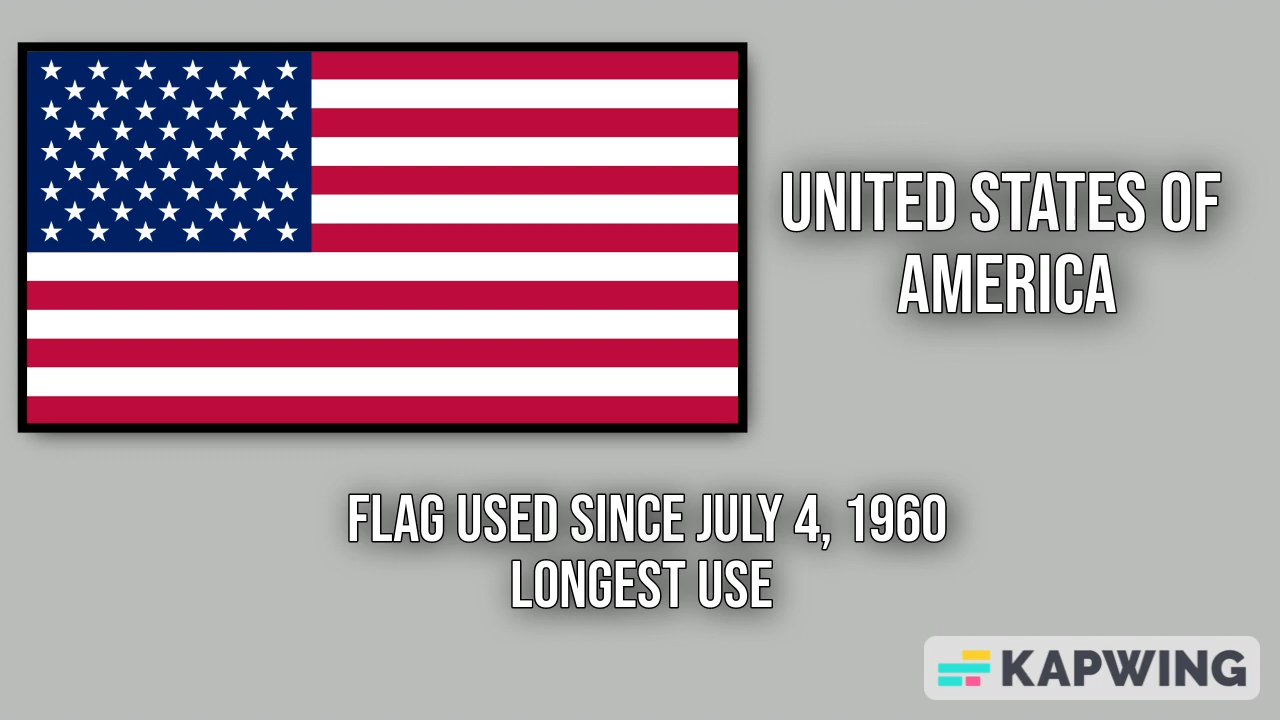 UNITED STATES OF
AMERICA
FLAG USED SINCE JULY 4, 1960
LONGEST USE
KAPWING